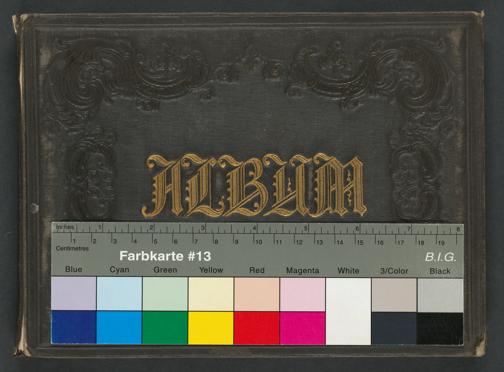 ALBUM
Inches 1 2 3 4 5 6 7 8
1 2 3 4 5 6 7 8 9 10 11 12 13 14 15 16 17 18 19
Centimetres
Farbkarte #13 B.I.G.
Blue Cyan Green Yellow Red Magenta White 3/Color Black